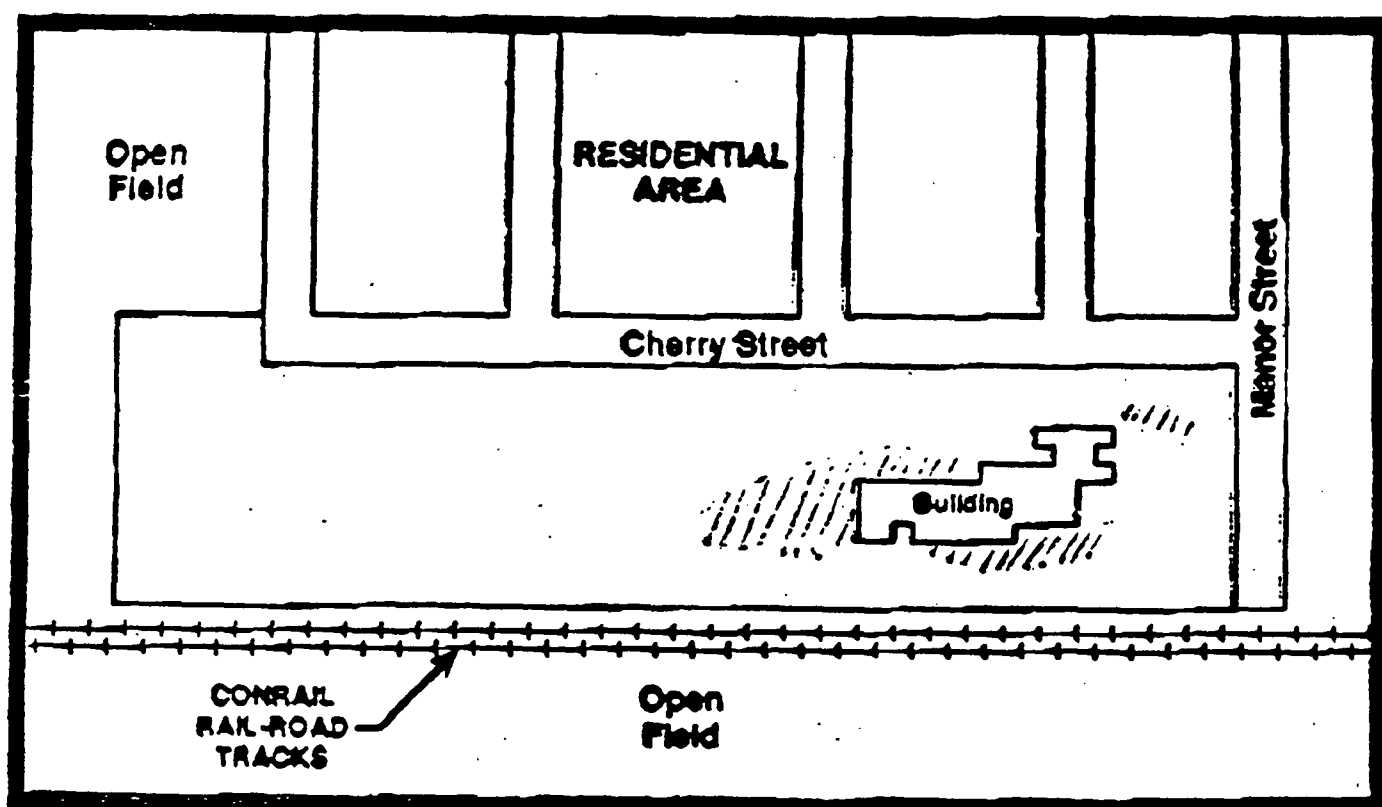 Open
Field
RESIDENTIAL
AREA
Cherry Street
Manor Street
Building
CONRAIL
RAIL-ROAD
TRACKS
Open
Field